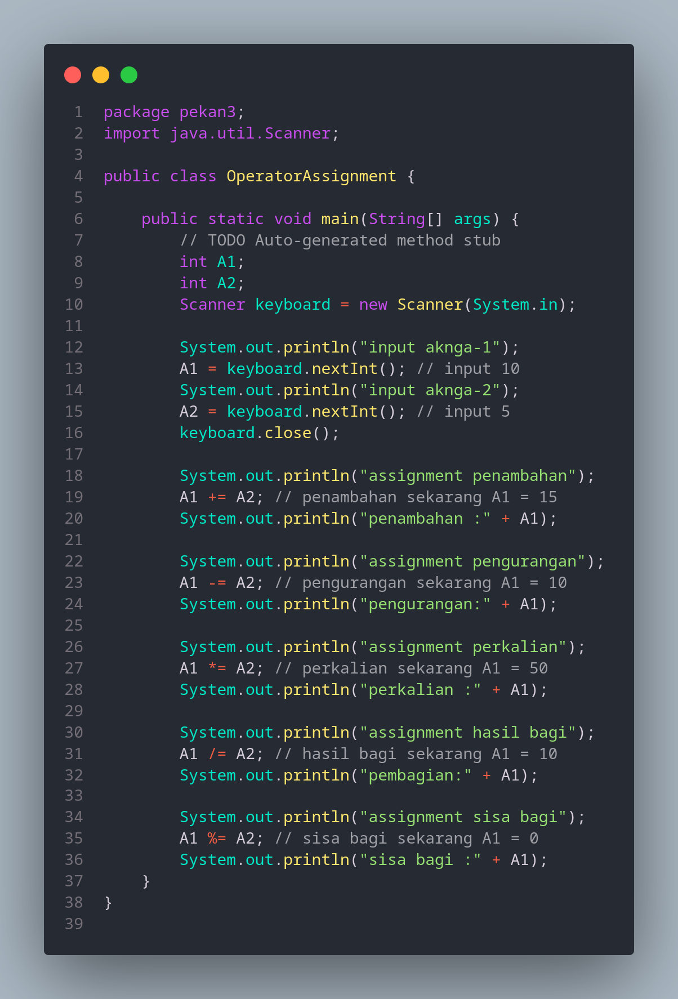 1 package pekan3;
2 import java.util.Scanner;
3
4 public class OperatorAssignment {
5
6     public static void main(String[] args) {
7         // TODO Auto-generated method stub
8         int A1;
9         int A2;
10         Scanner keyboard = new Scanner(System.in);
11
12         System.out.println("input aknga-1");
13         A1 = keyboard.nextInt(); // input 10
14         System.out.println("input aknga-2");
15         A2 = keyboard.nextInt(); // input 5
16         keyboard.close();
17
18         System.out.println("assignment penambahan");
19         A1 += A2; // penambahan sekarang A1 = 15
20         System.out.println("penambahan :" + A1);
21
22         System.out.println("assignment pengurangan");
23         A1 -= A2; // pengurangan sekarang A1 = 10
24         System.out.println("pengurangan:" + A1);
25
26         System.out.println("assignment perkalian");
27         A1 *= A2; // perkalian sekarang A1 = 50
28         System.out.println("perkalian :" + A1);
29
30         System.out.println("assignment hasil bagi");
31         A1 /= A2; // hasil bagi sekarang A1 = 10
32         System.out.println("pembagian:" + A1);
33
34         System.out.println("assignment sisa bagi");
35         A1 %= A2; // sisa bagi sekarang A1 = 0
36         System.out.println("sisa bagi :" + A1);
37     }
38 }
39